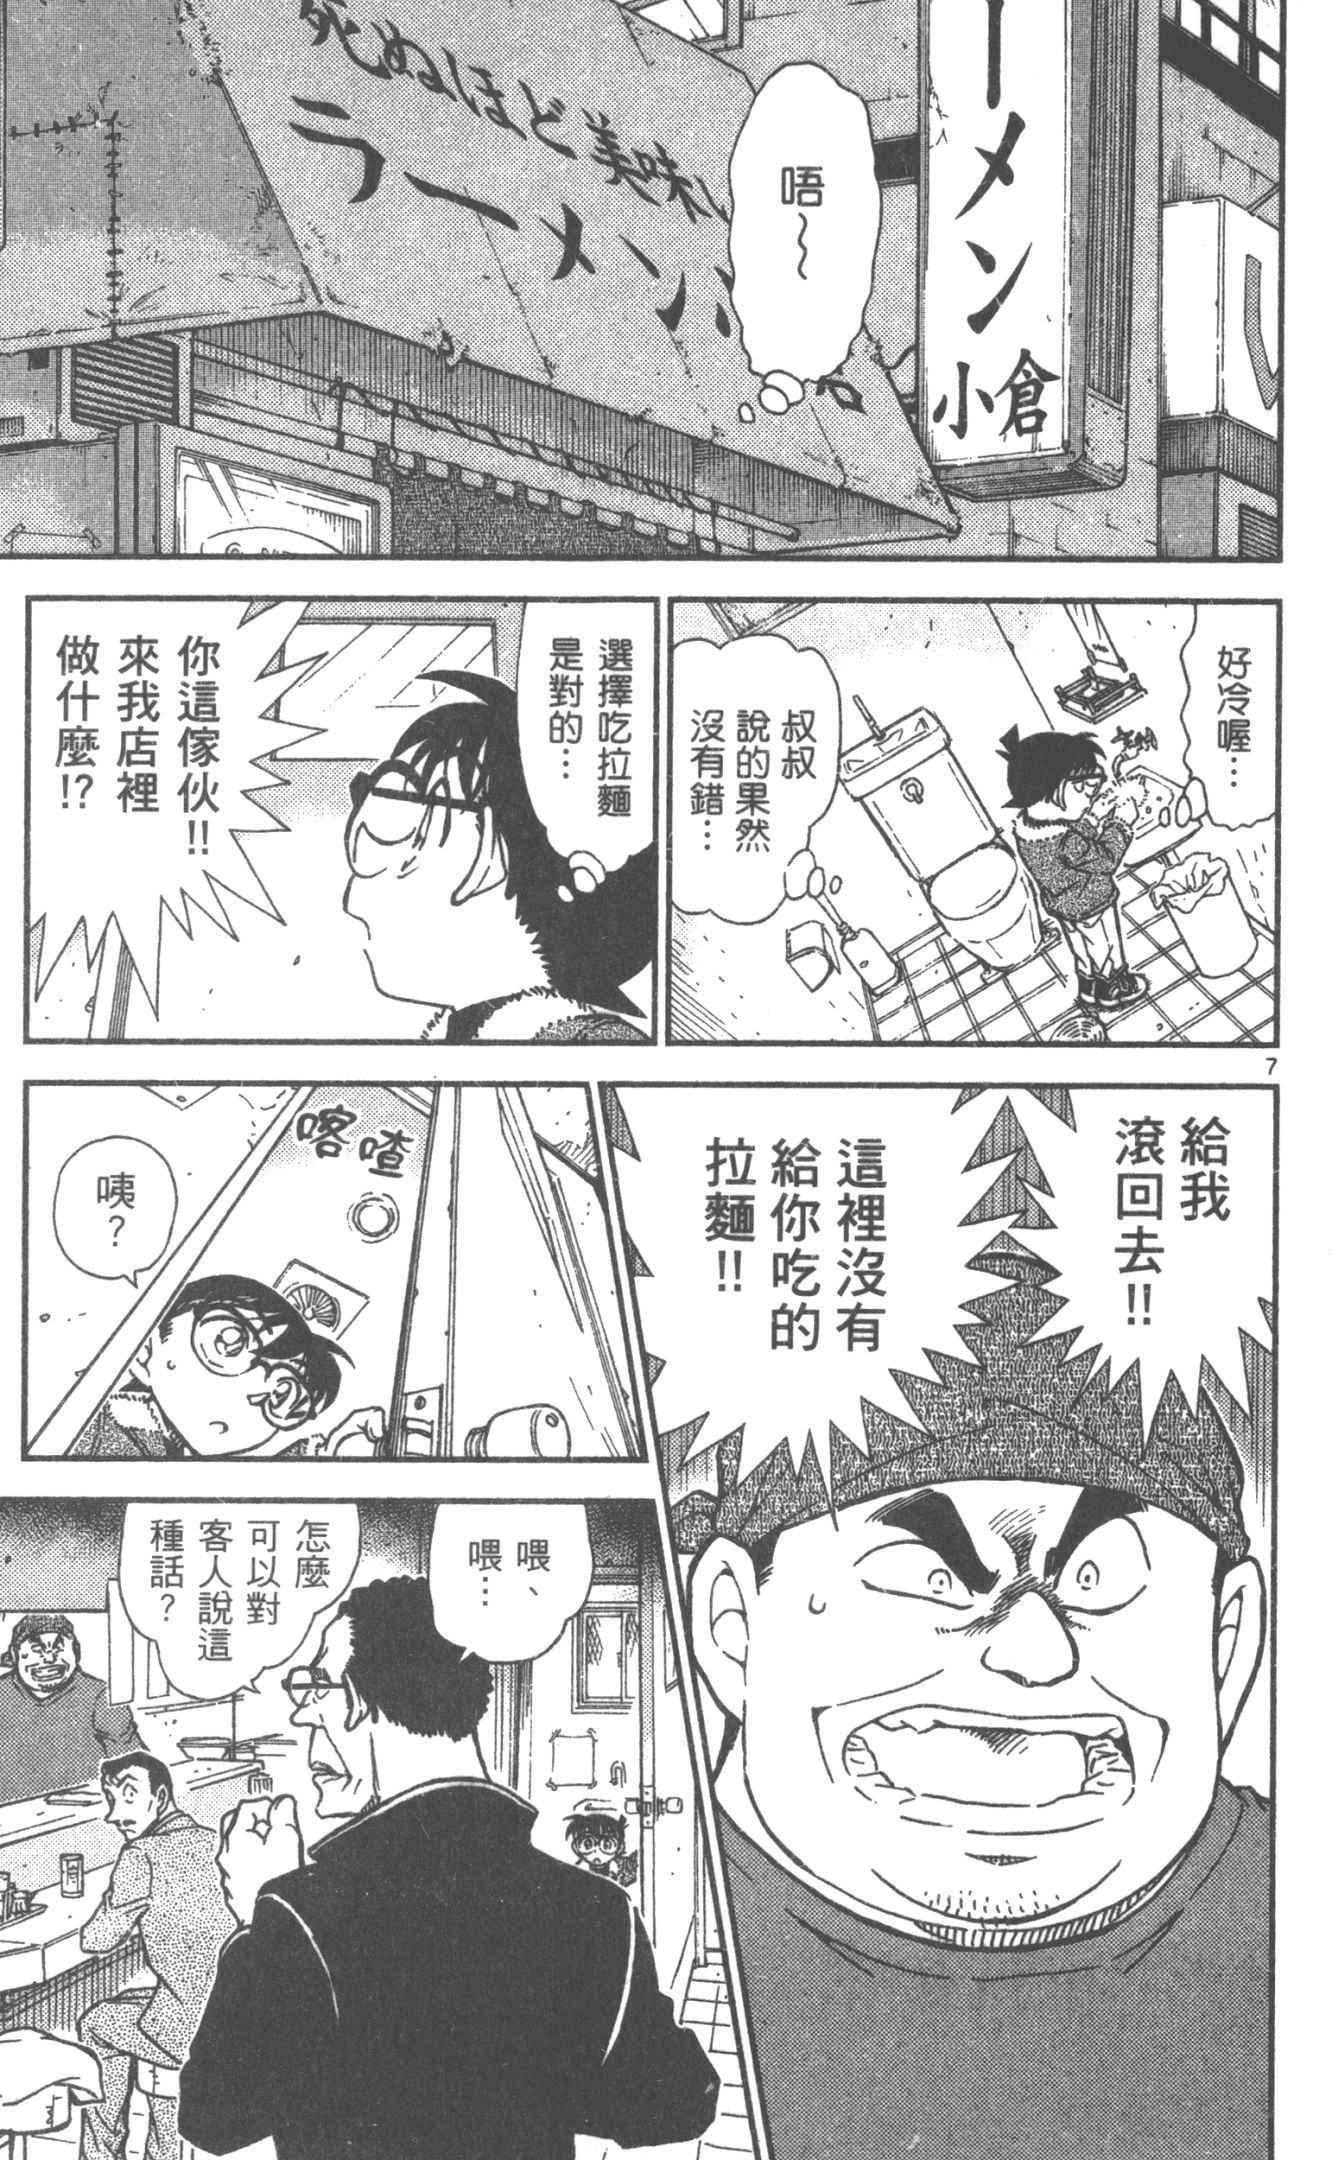 死ぬほど美味い
ラーメン
ーメン
小倉
唔～
好冷喔…
叔叔
說的果然
沒有錯…
選擇吃拉麵
是對的…
你這傢伙!!
來我店裡
做什麼!?
7
給我
滾回去!!
這裡沒有
給你吃的
拉麵!!
喀喳
咦？
喂、
喂…
怎麼
可以對
客人說這
種話？